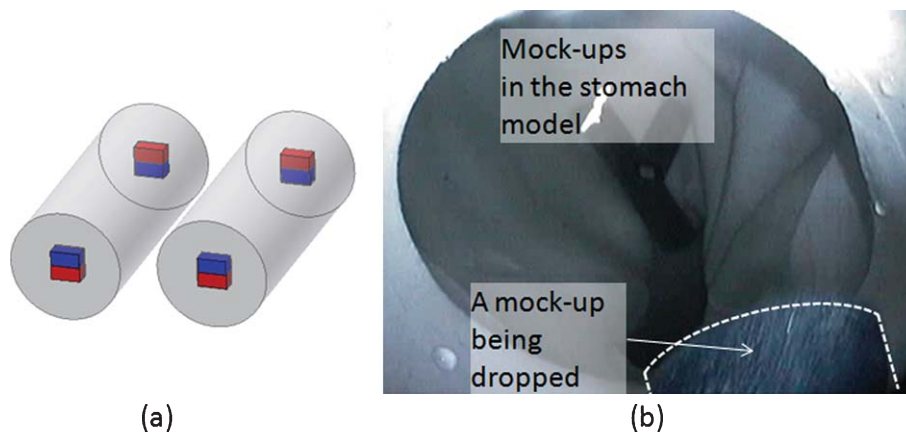 Mock-ups
in the stomach
model
A mock-up
being
dropped
(a)
(b)